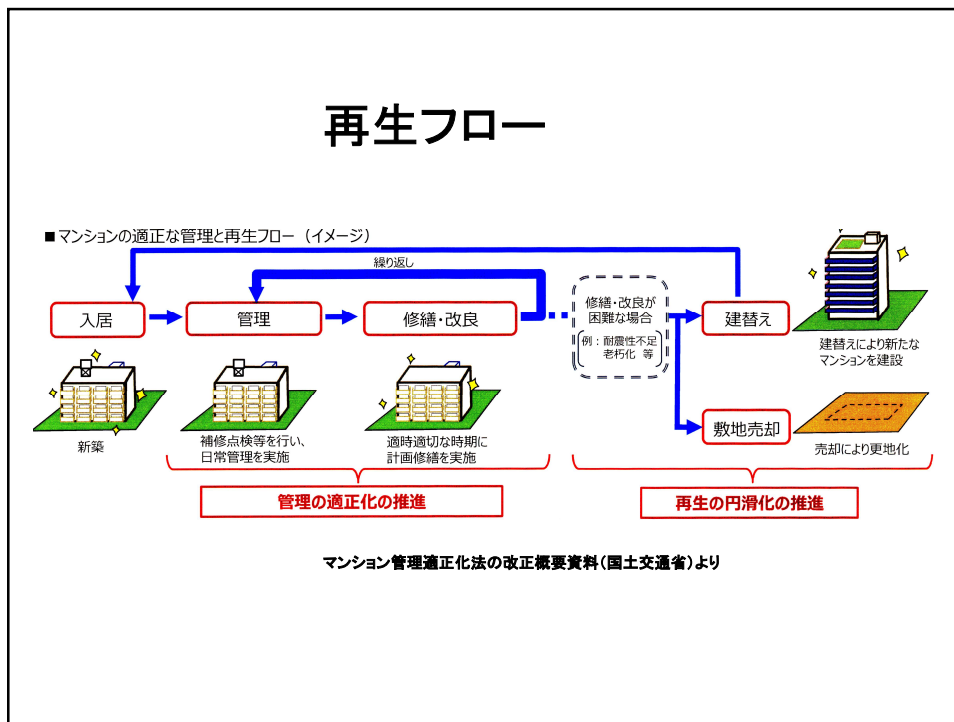 再生フロー
■マンションの適正な管理と再生フロー（イメージ）
繰り返し
入居
管理
修繕・改良
修繕・改良が
困難な場合
例：耐震性不足
老朽化 等
建替え
建替えにより新たな
マンションを建設
新築
補修点検等を行い、
日常管理を実施
適時適切な時期に
計画修繕を実施
敷地売却
売却により更地化
管理の適正化の推進
再生の円滑化の推進
マンション管理適正化法の改正概要資料（国土交通省）より